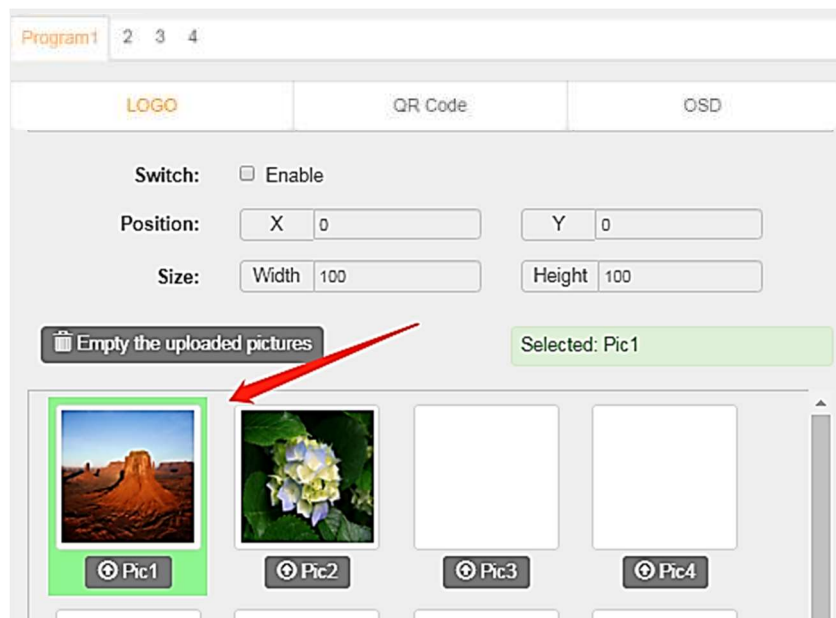 Program1 2 3 4
LOGO QR Code OSD
Switch: Enable
Position: X 0 Y 0
Size: Width 100 Height 100
Empty the uploaded pictures Selected: Pic1
Pic1 Pic2 Pic3 Pic4